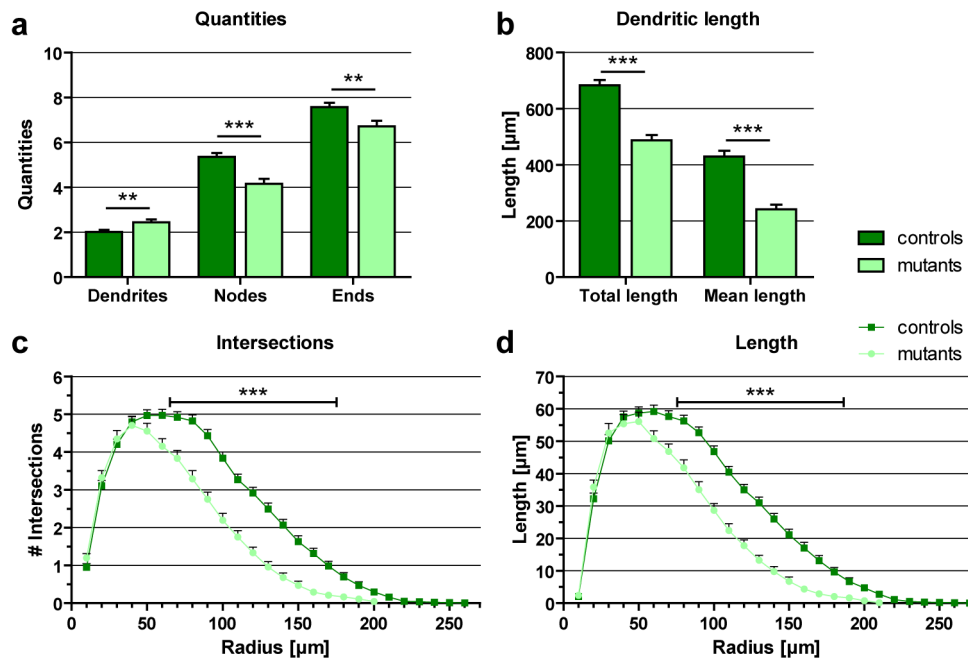 a
Quantities
Quantities
10
8
6
4
2
0
**
***
**
Dendrites
Nodes
Ends
b
Dendritic length
Length [µm]
800
600
400
200
0
***
***
Total length
Mean length
controls
mutants
controls
mutants
c
Intersections
# Intersections
6
5
4
3
2
1
0
***
0
50
100
150
200
250
Radius [µm]
d
Length
Length [µm]
70
60
50
40
30
20
10
0
***
0
50
100
150
200
250
Radius [µm]